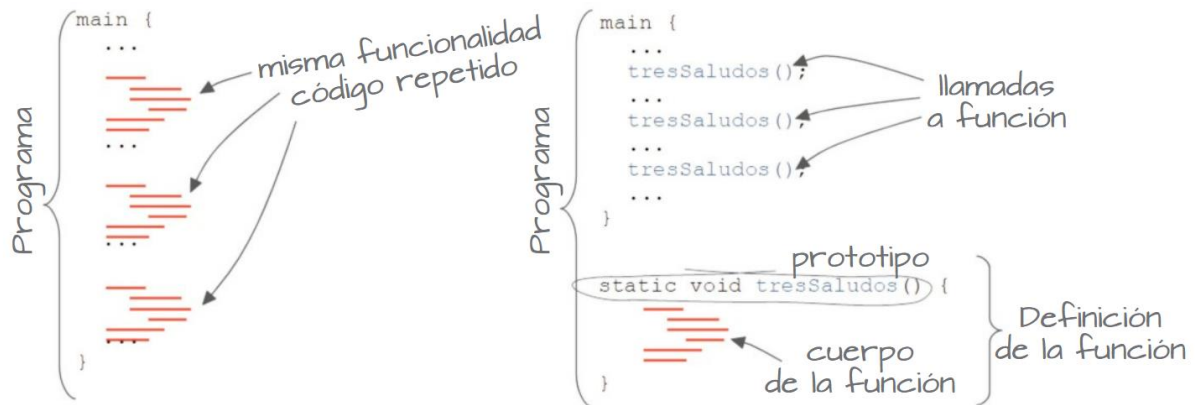 Programa
main {
...
misma funcionalidad
código repetido
...
...
...
}
Programa
main {
...
tresSaludos();
...
tresSaludos();
...
tresSaludos();
...
}
llamadas
a función
prototipo
static void tresSaludos() {
cuerpo
de la función
}
Definición
de la función